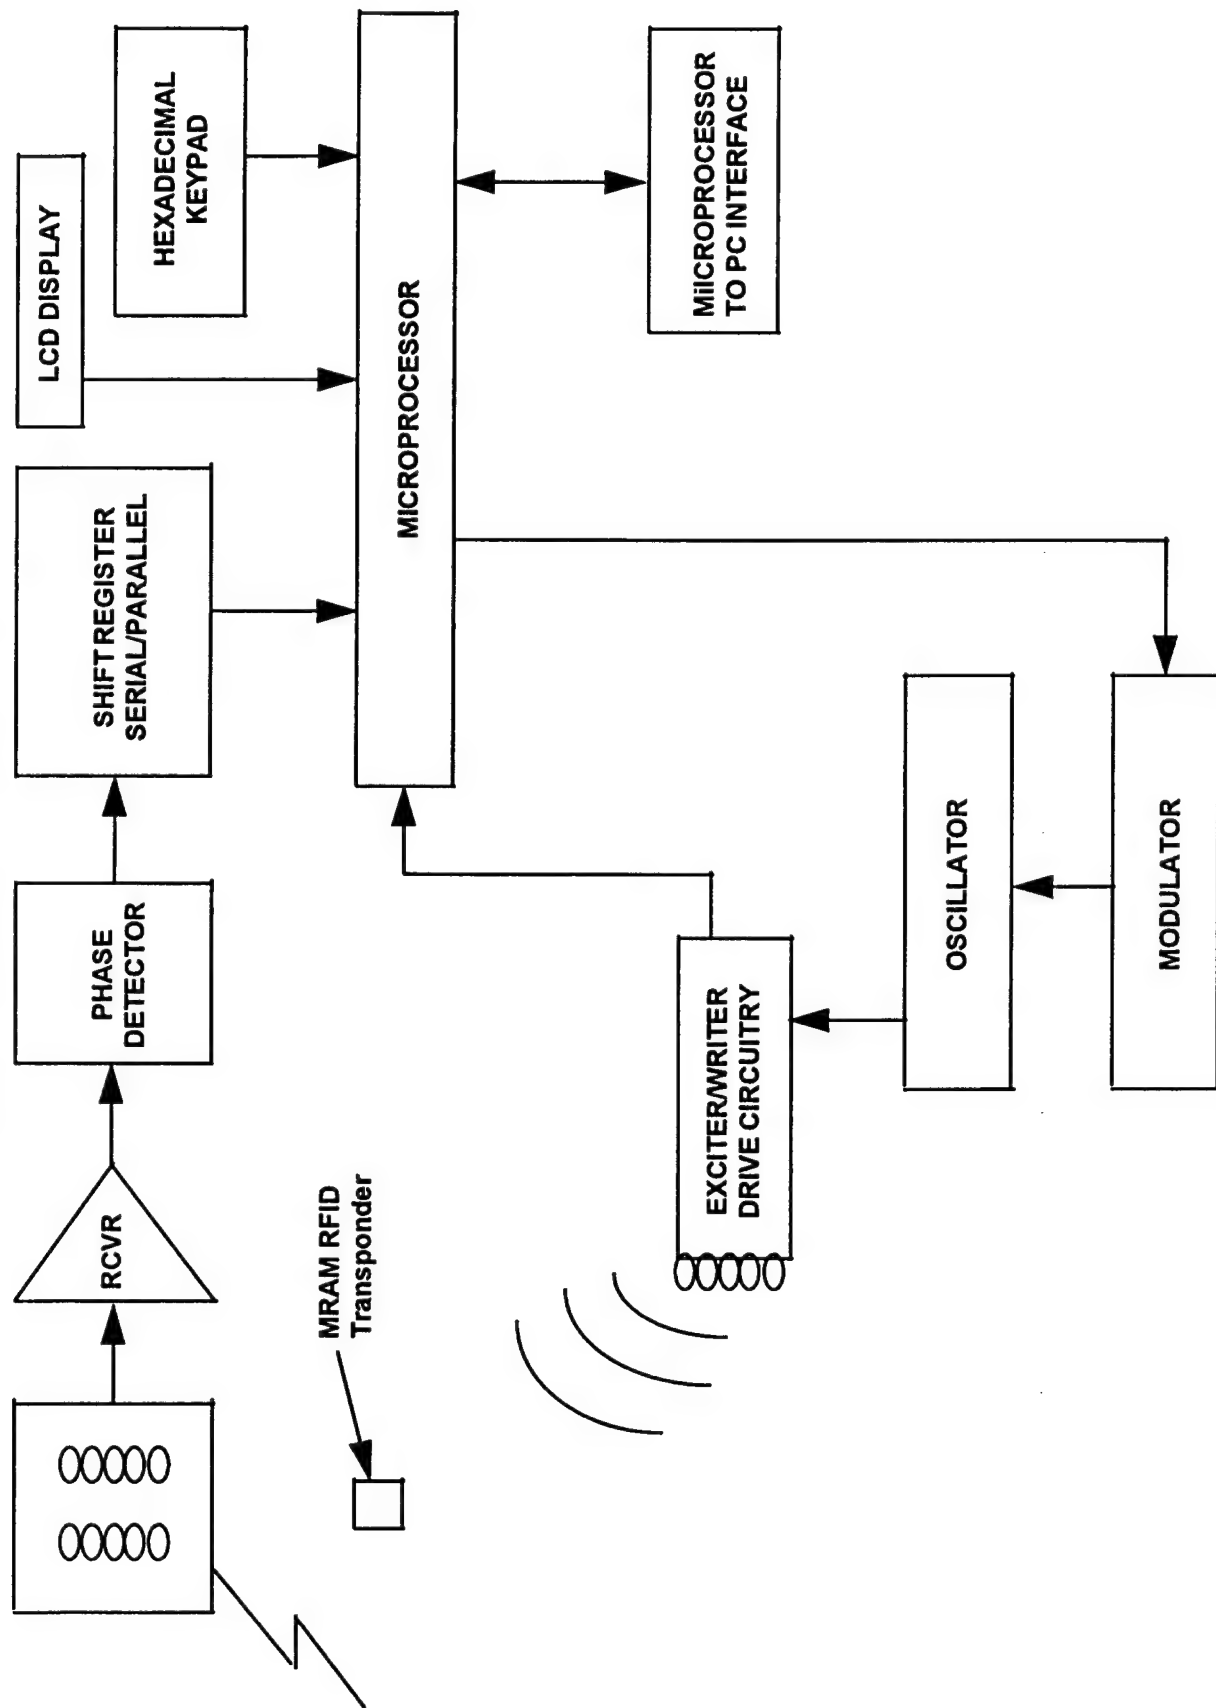 RCVR
PHASE
DETECTOR
SHIFT REGISTER
SERIAL/PARALLEL
LCD DISPLAY
HEXADECIMAL
KEYPAD
MRAM RFID
Transponder
MICROPROCESSOR
EXCITER/WRITER
DRIVE CIRCUITRY
MiICROPROCESSOR
TO PC INTERFACE
OSCILLATOR
MODULATOR